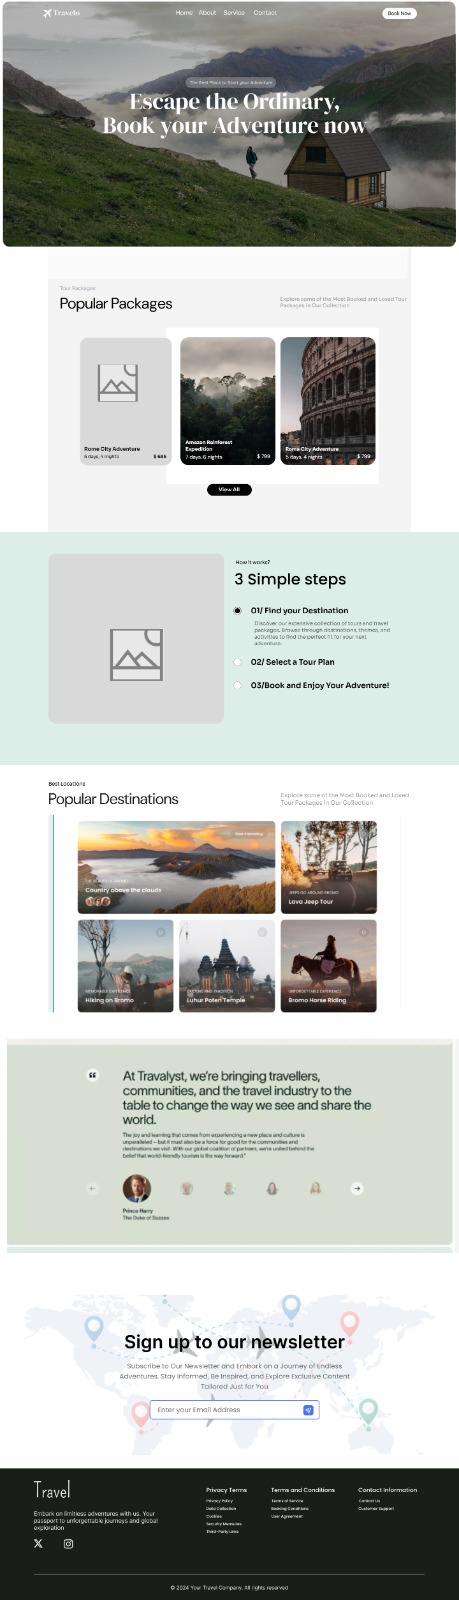 Travelo
Home About Service Contact
Book Now
The Best Place to Start your Adventure
Escape the Ordinary,
Book your Adventure now
Tour Packages
Popular Packages
Explore some of the Most Booked and Loved Tour
Packages in Our Collection
Rome City Adventure
5 days, 4 nights
Amazon Rainforest
Expedition
7 days, 6 nights $ 799
Rome City Adventure
5 days, 4 nights $ 799
View All
How it works?
3 Simple steps
01/ Find your Destination
Discover our extensive collection of tours and travel
packages. Browse through destinations, themes, and
activities to find the perfect fit for your next
adventure.
02/ Select a Tour Plan
03/Book and Enjoy Your Adventure!
Best Locations
Popular Destinations
Explore some of the Most Booked and Loved
Tour Packages in Our Collection
Country above the clouds
JEEPS GO AROUND BROMO
Lava Jeep Tour
MEMORABLE EXPERIENCE
Hiking on Bromo
CULTURE AND TRADITION
Luhur Poten Temple
UNFORGETTABLE EXPERIENCE
Bromo Horse Riding
At Travalyst, we're bringing travellers,
communities, and the travel industry to the
table to change the way we see and share the
world.
The joy and learning that comes from experiencing a new place and culture is
unparalleled – but it must also be a force for good for the communities and
destinations we visit. With our global coalition of partners, we're united behind the
belief that world-friendly tourism is the way forward."
Prince Harry
The Duke of Sussex
Sign up to our newsletter
Subscribe to Our Newsletter and Embark on a Journey of Endless
Adventures. Stay Informed, Be Inspired, and Explore Exclusive Content
Tailored Just for You
Enter your Email Address
Travel
Embark on limitless adventures with us. Your
passport to unforgettable journeys and global
exploration
Privacy Terms
Privacy Policy
Data Collection
Cookies
Security Measures
Third-Party Links
Terms and Conditions
Terms of Service
Booking Conditions
User Agreement
Contact Information
Contact Us
Customer Support
© 2024 Your Travel Company. All rights reserved